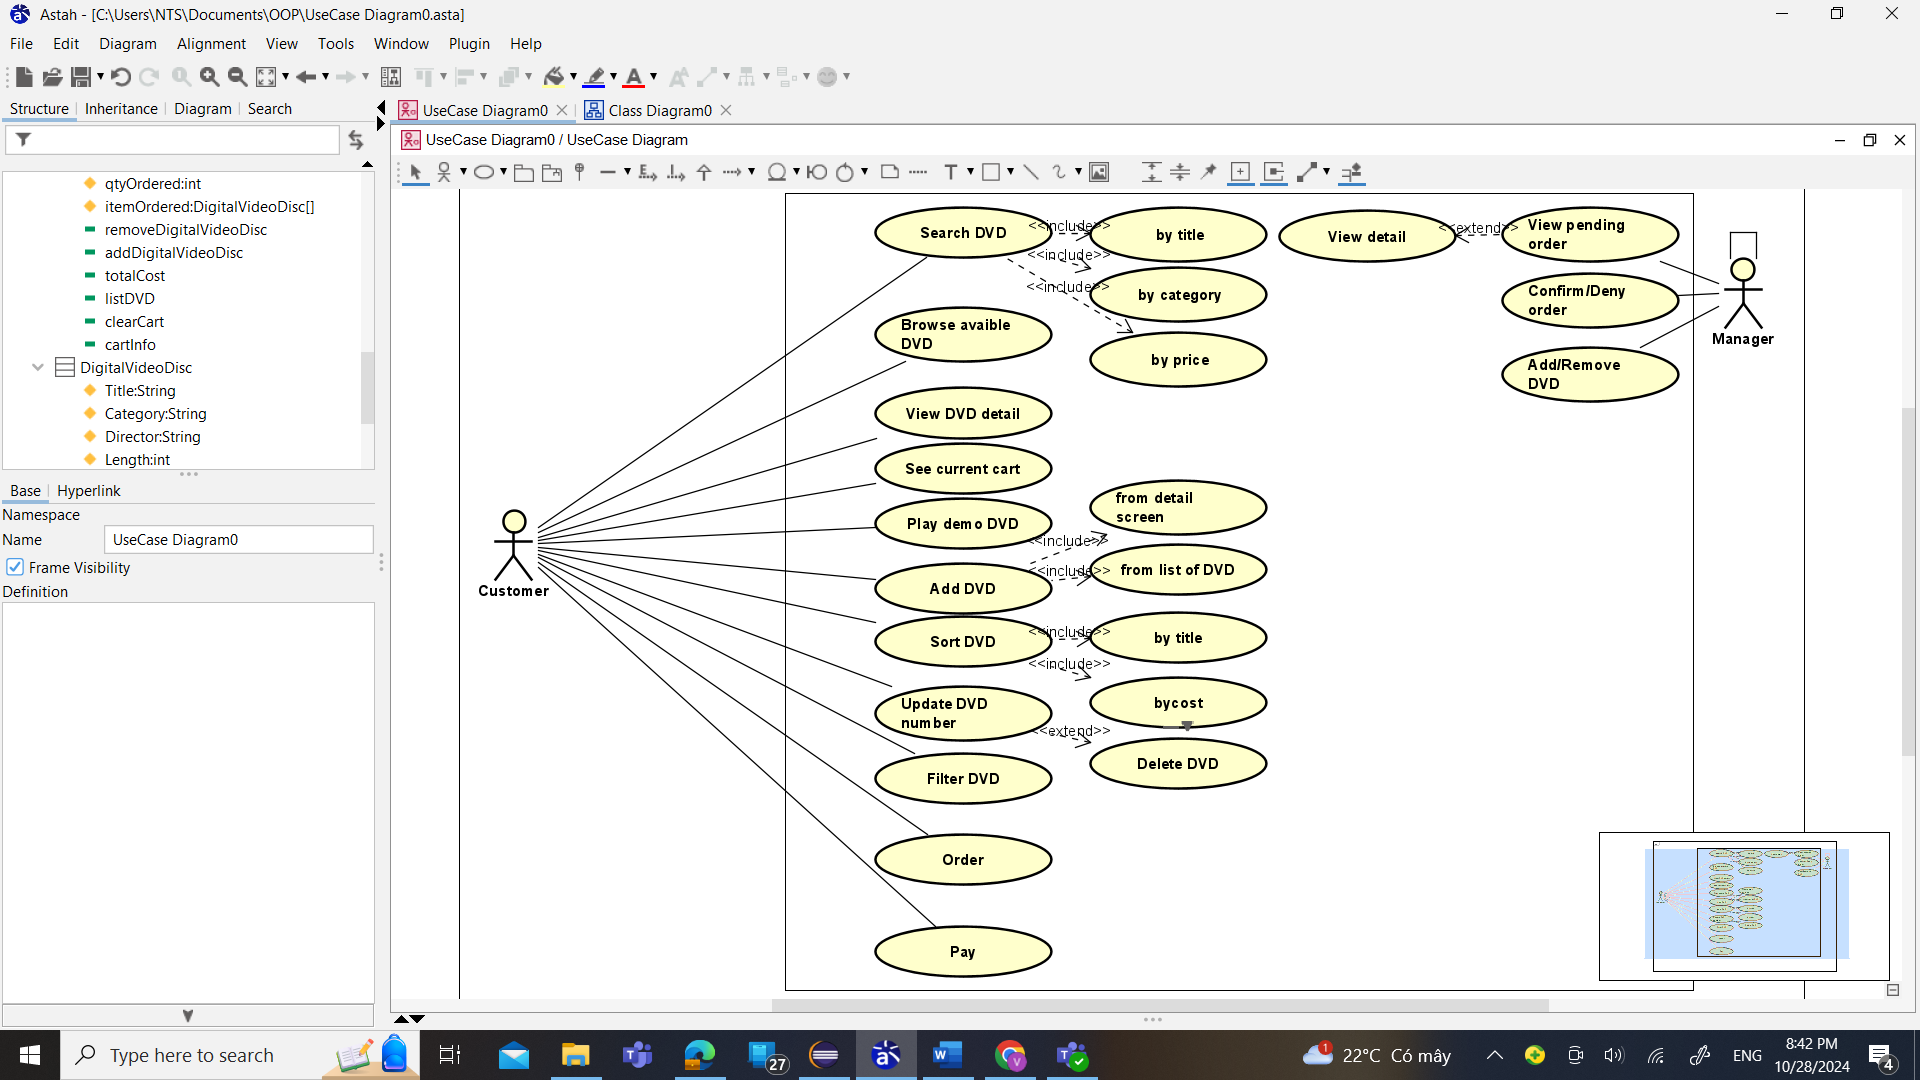 Astah - [C:\Users\NTS\Documents\OOP\UseCase Diagram0.asta]
File Edit Diagram Alignment View Tools Window Plugin Help
Structure Inheritance Diagram Search
UseCase Diagram0 Class Diagram0
UseCase Diagram0 / UseCase Diagram
qtyOrdered:int
itemOrdered:DigitalVideoDisc[]
removeDigitalVideoDisc
addDigitalVideoDisc
totalCost
listDVD
clearCart
cartInfo
DigitalVideoDisc
Title:String
Category:String
Director:String
Length:int
Base Hyperlink
Namespace
Name UseCase Diagram0
Frame Visibility
Definition
Customer
Search DVD
<<include>>
by title
<<include>>
by category
<<include>>
by price
Browse avaible
DVD
View DVD detail
See current cart
Play demo DVD
Add DVD
<<include>>
from detail
screen
<<include>>
from list of DVD
Sort DVD
<<include>>
by title
<<include>>
bycost
Update DVD
number
<<extend>>
Delete DVD
Filter DVD
Order
Pay
View detail
<<extend>>
View pending
order
Confirm/Deny
order
Add/Remove
DVD
Manager
Type here to search
27
1
22°C Có mây
ENG
8:42 PM
10/28/2024
4